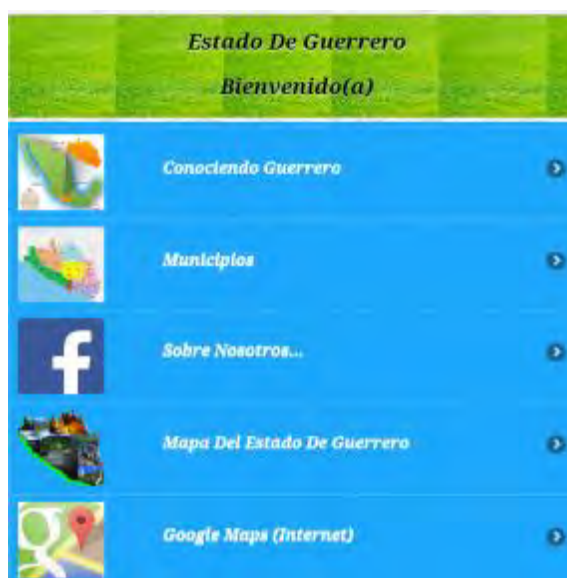 Estado De Guerrero
Bienvenido(a)
Conociendo Guerrero
Municipios
Sobre Nosotros...
Mapa Del Estado De Guerrero
Google Maps (Internet)